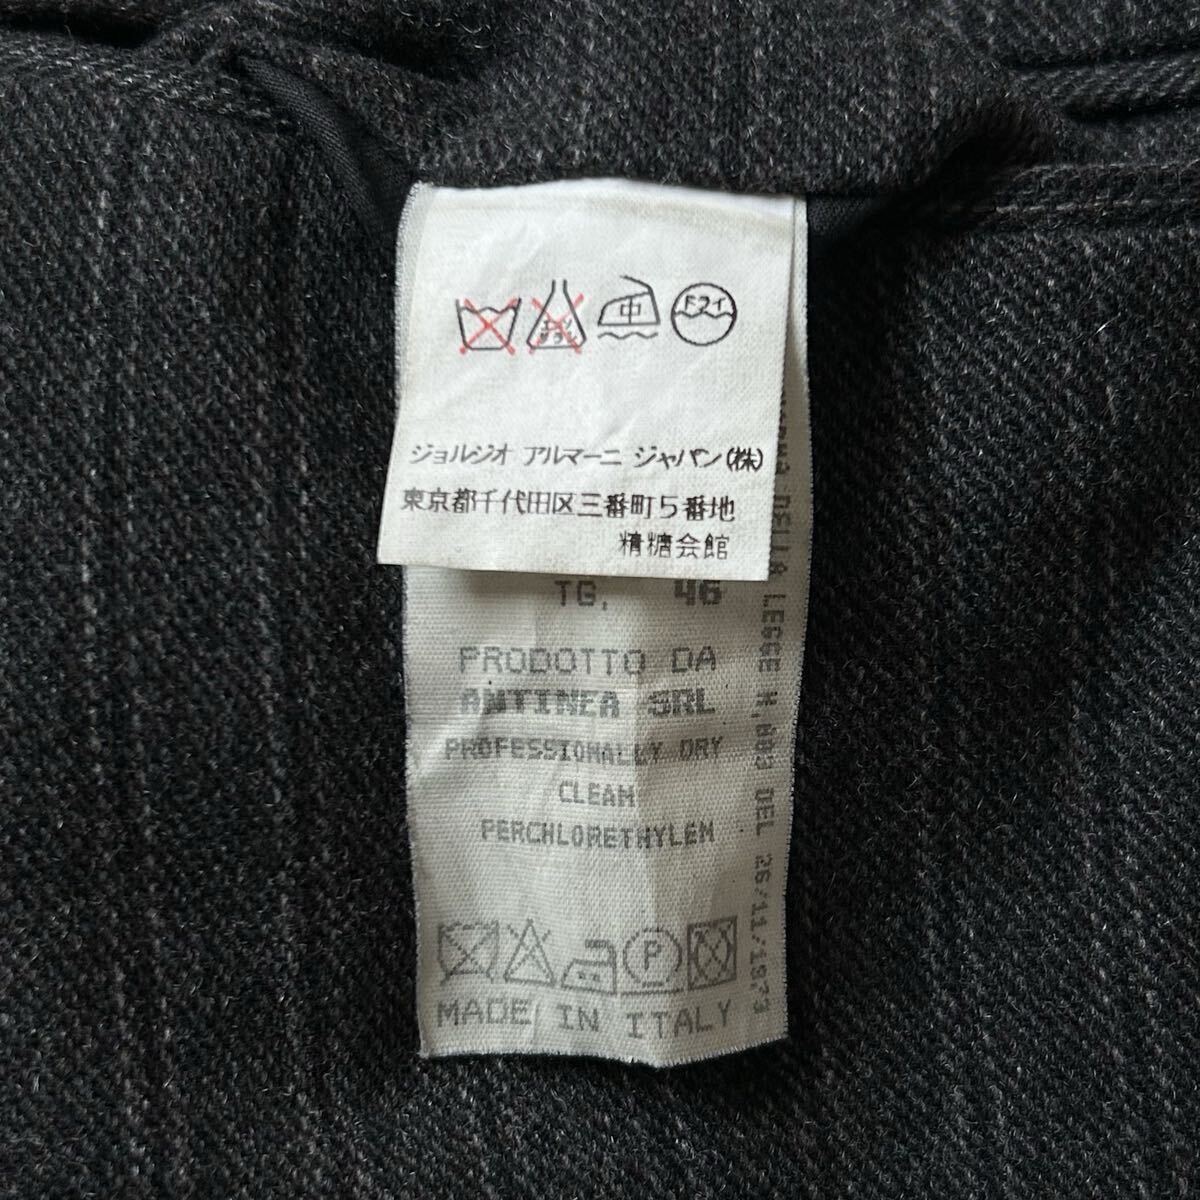 中
ドライ
ジョルジオ アルマーニ ジャパン(株)
東京都千代田区三番町5番地
精糖会館
TG. 46
PRODOTTO DA
ANTINEA SRL
PROFESSIONALLY DRY
CLEAN
PERCHLORETHYLEN
P
MADE IN ITALY
DELLA LEGGE N,883 DEL 26/11/1973